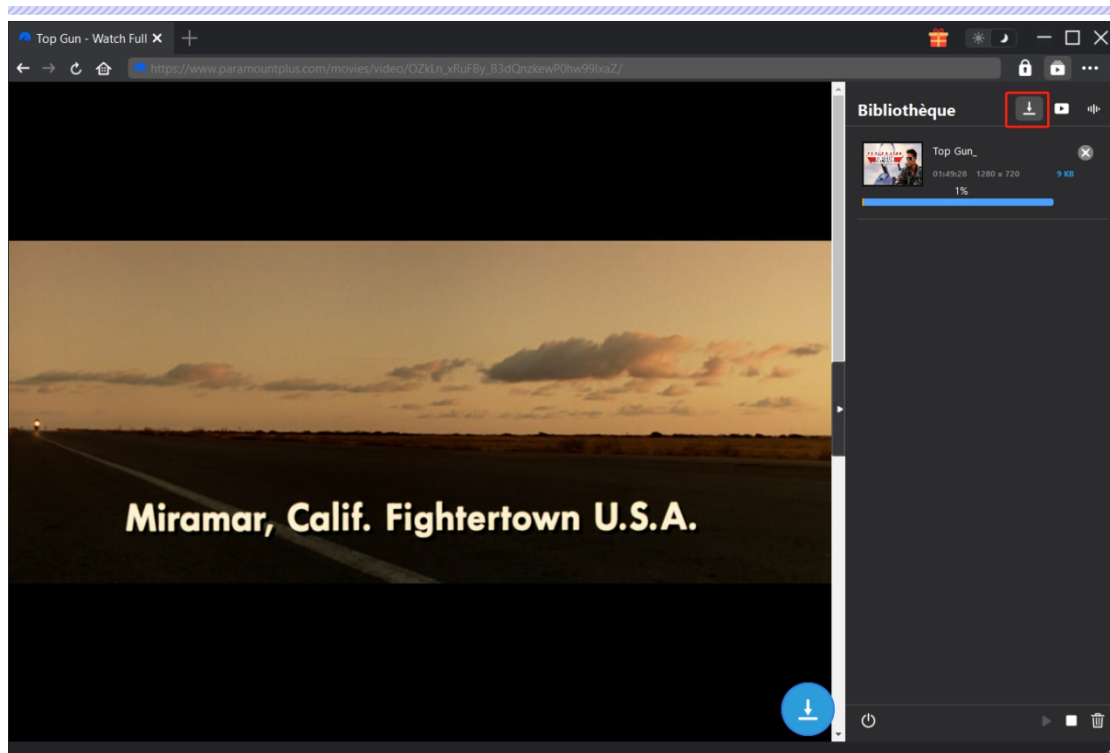 Top Gun - Watch Full
https://www.paramountplus.com/movies/video/OZkLn_xRuFBy_B3dQnzkewP0hw99IxaZ/
Bibliothèque
Top Gun_
01:49:28 1280 x 720 9 KB
1%
Miramar, Calif. Fightertown U.S.A.